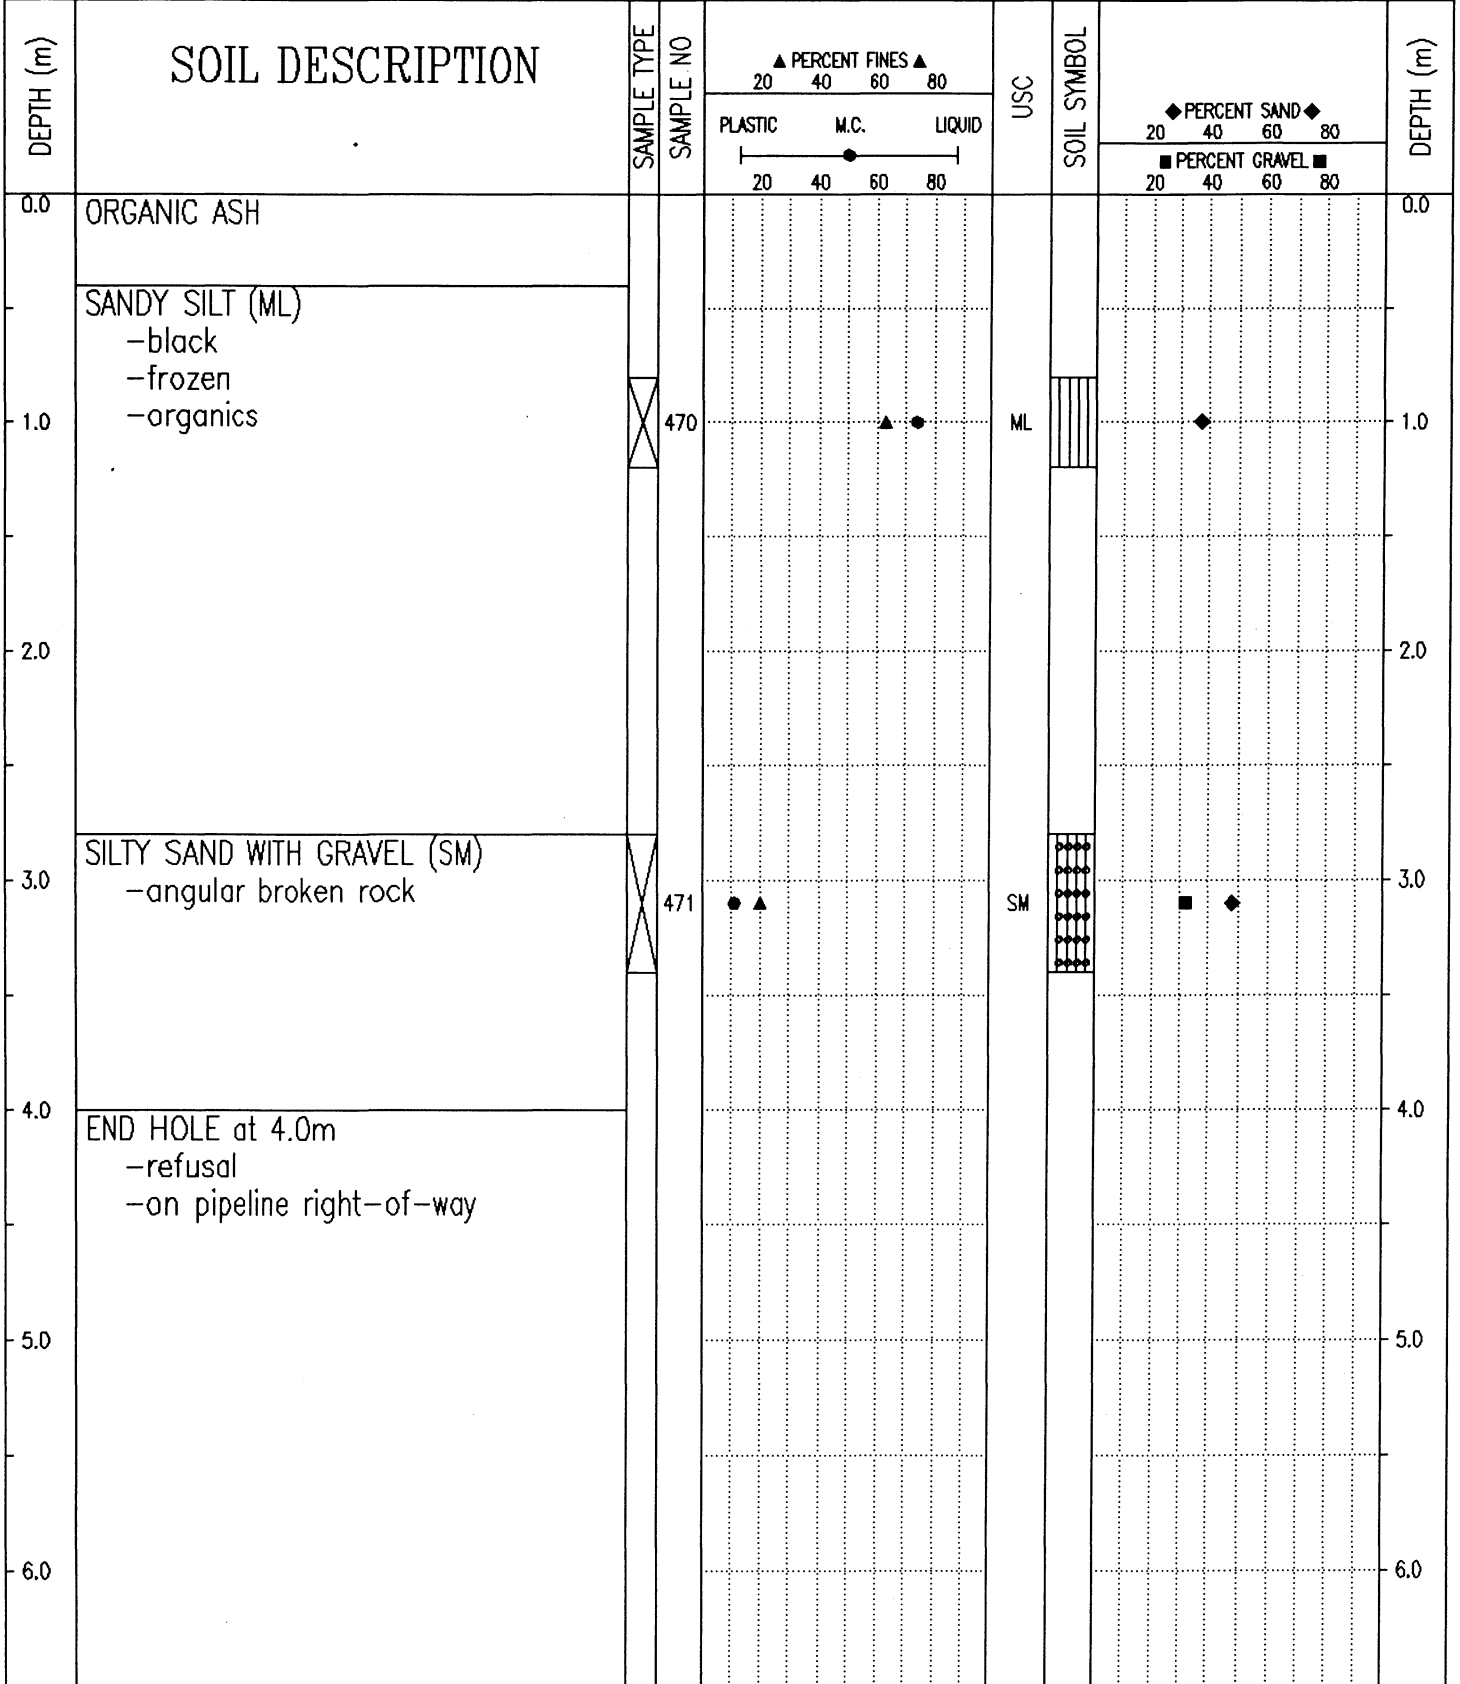 DEPTH (m)
SOIL DESCRIPTION
SAMPLE TYPE
SAMPLE NO
▲ PERCENT FINES ▲
20 40 60 80
PLASTIC M.C. LIQUID
20 40 60 80
USC
SOIL SYMBOL
◆ PERCENT SAND ◆
20 40 60 80
■ PERCENT GRAVEL ■
20 40 60 80
DEPTH (m)
0.0 ORGANIC ASH 0.0
SANDY SILT (ML)
-black
-frozen
-organics
1.0 470 ML 1.0
2.0 2.0
SILTY SAND WITH GRAVEL (SM)
3.0 3.0
-angular broken rock
471 SM
4.0 4.0
END HOLE at 4.0m
-refusal
-on pipeline right-of-way
5.0 5.0
6.0 6.0